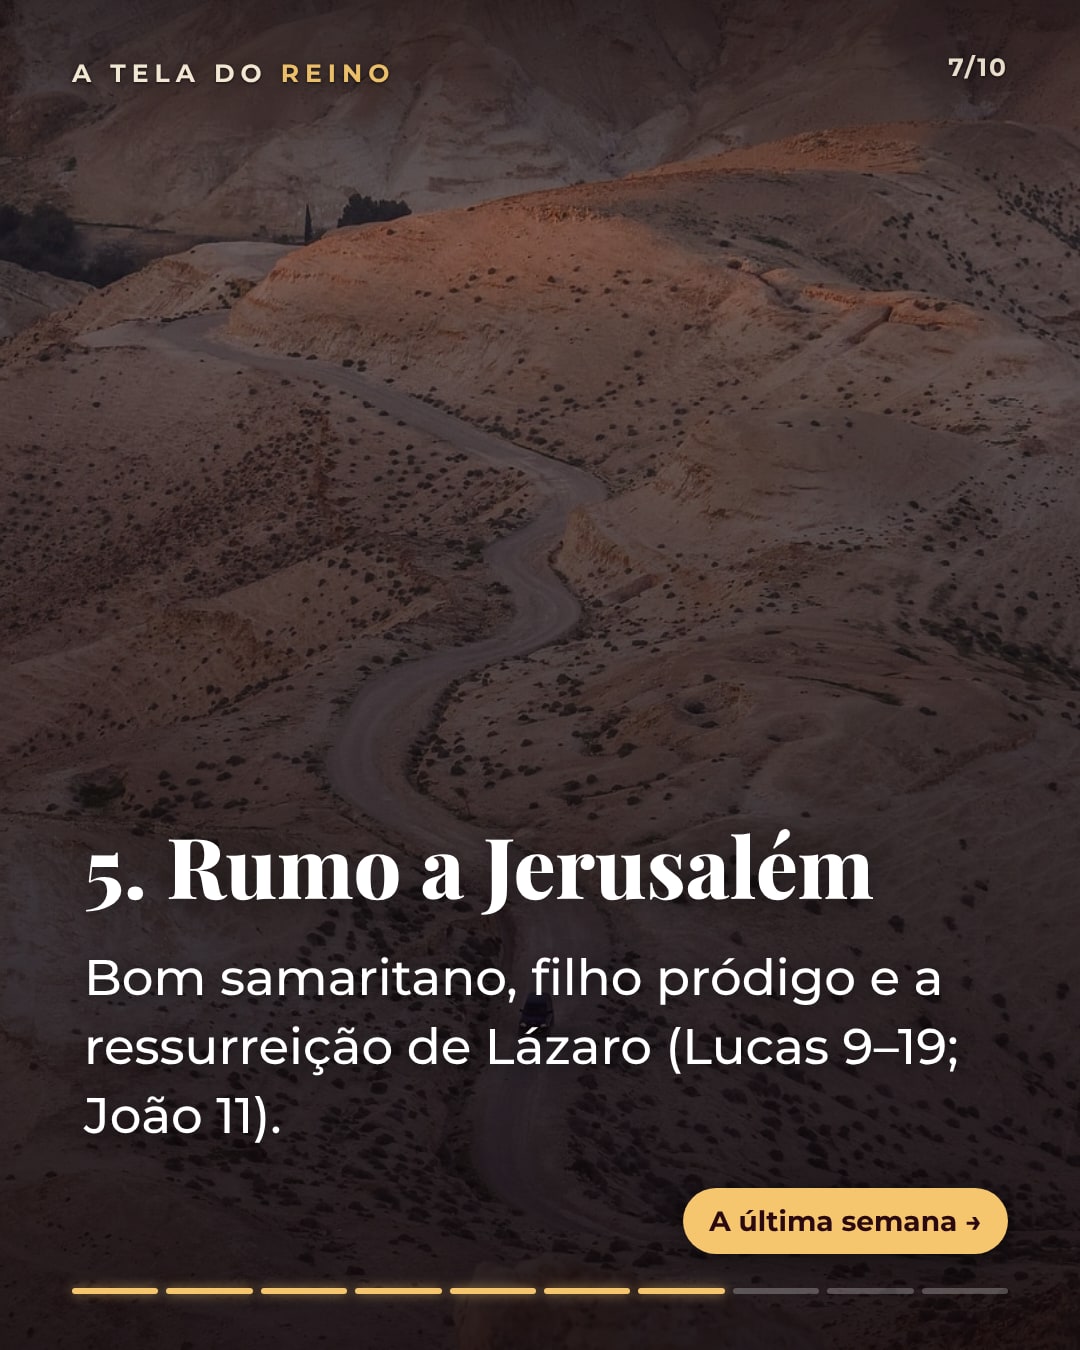 A TELA DO REINO
7/10
5. Rumo a Jerusalém
Bom samaritano, filho pródigo e a
ressurreição de Lázaro (Lucas 9–19;
João 11).
A última semana →